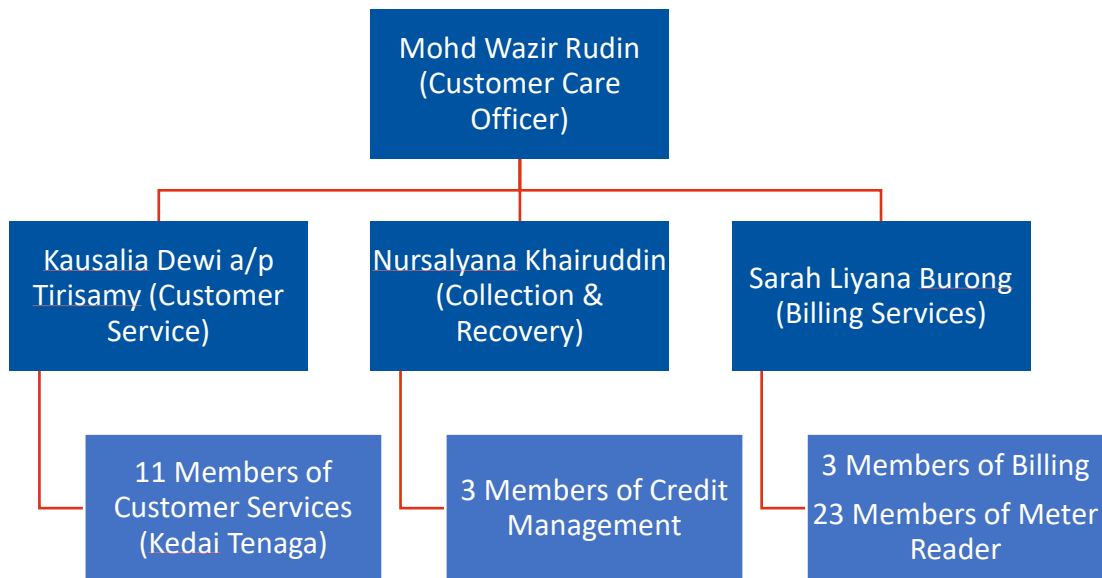 Mohd Wazir Rudin
(Customer Care
Officer)
Kausalia Dewi a/p
Tirisamy (Customer
Service)
Nursalyana Khairuddin
(Collection &
Recovery)
Sarah Liyana Burong
(Billing Services)
11 Members of
Customer Services
(Kedai Tenaga)
3 Members of Credit
Management
3 Members of Billing
23 Members of Meter
Reader